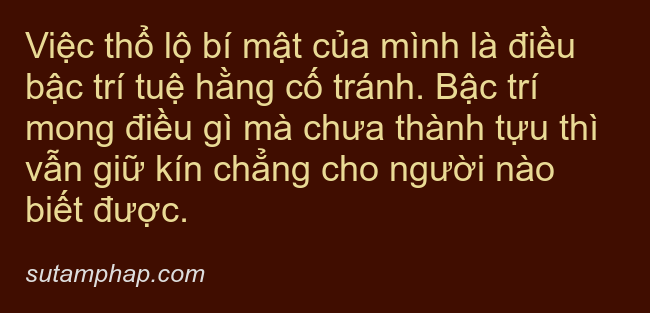 Việc thổ lộ bí mật của mình là điều
bậc trí tuệ hằng cố tránh. Bậc trí
mong điều gì mà chưa thành tựu thì
vẫn giữ kín chẳng cho người nào
biết được.
sutamphap.com